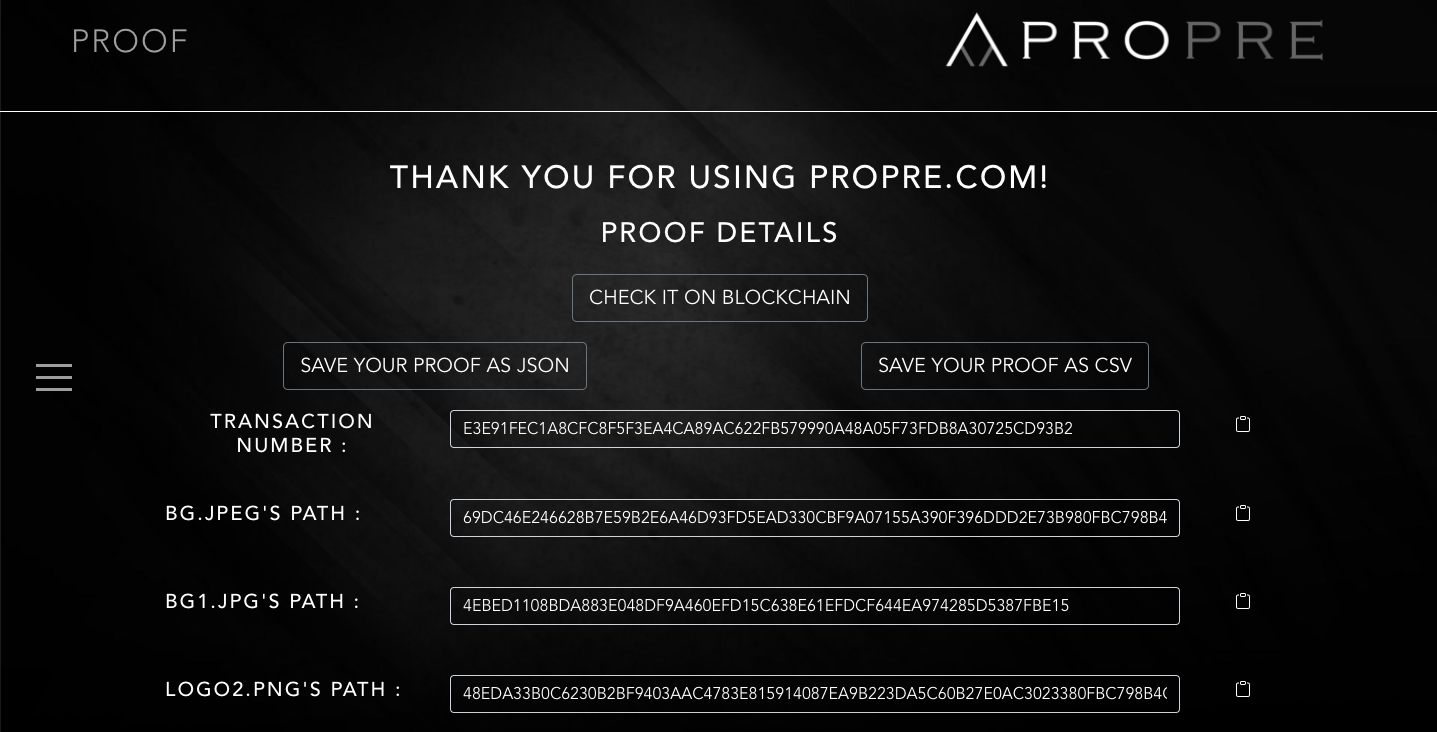 PROOF
PROPRE
THANK YOU FOR USING PROPRE.COM!
PROOF DETAILS
CHECK IT ON BLOCKCHAIN
SAVE YOUR PROOF AS JSON
SAVE YOUR PROOF AS CSV
TRANSACTION
NUMBER :
E3E91FEC1A8CFC8F5F3EA4CA89AC622FB579990A48A05F73FDB8A30725CD93B2
BG.JPEG'S PATH :
69DC46E246628B7E59B2E6A46D93FD5EAD330CBF9A07155A390F396DDD2E73B980FBC798B4
BG1.JPG'S PATH :
4EBED1108BDA883E048DF9A460EFD15C638E61EFDCF644EA974285D5387FBE15
LOGO2.PNG'S PATH :
48EDA33B0C6230B2BF9403AAC4783E815914087EA9B223DA5C60B27E0AC3023380FBC798B4